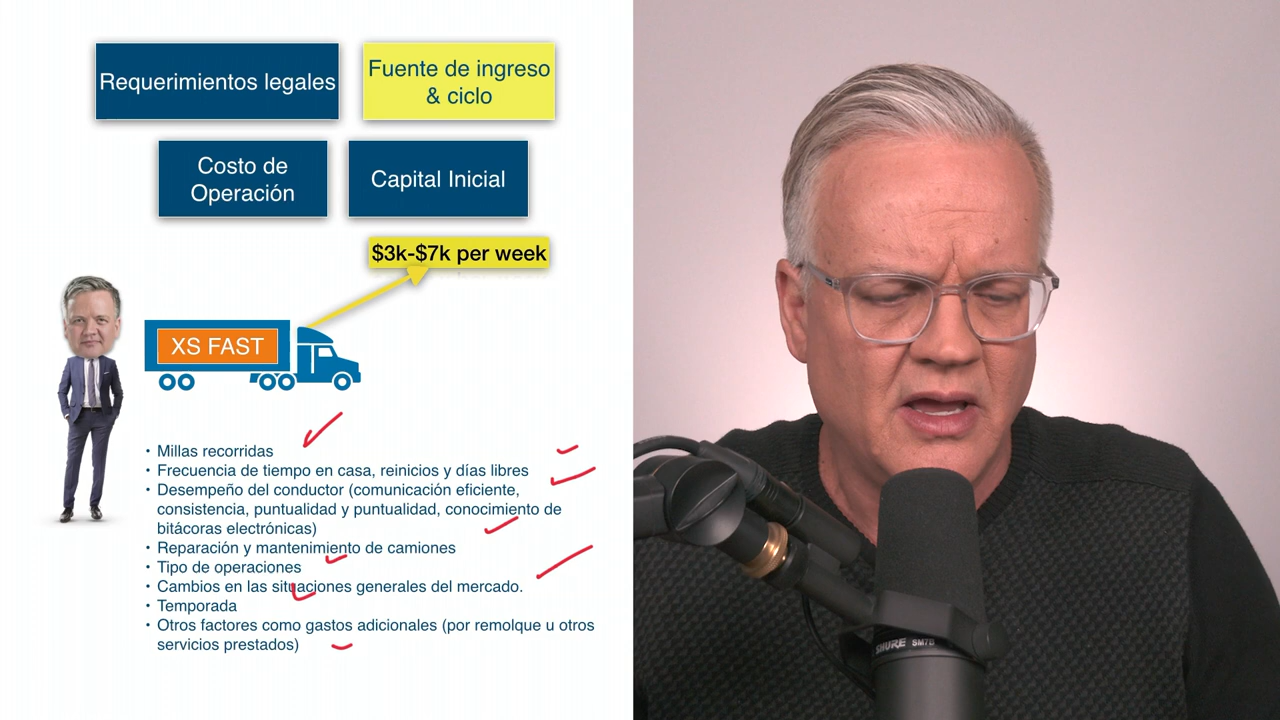 Requerimientos legales
Fuente de ingreso
& ciclo
Costo de
Operación
Capital Inicial
$3k-$7k per week
XS FAST
• Millas recorridas
• Frecuencia de tiempo en casa, reinicios y días libres
• Desempeño del conductor (comunicación eficiente,
consistencia, puntualidad y puntualidad, conocimiento de
bitácoras electrónicas)
• Reparación y mantenimiento de camiones
• Tipo de operaciones
• Cambios en las situaciones generales del mercado.
• Temporada
• Otros factores como gastos adicionales (por remolque u otros
servicios prestados)
SHURE SM7B